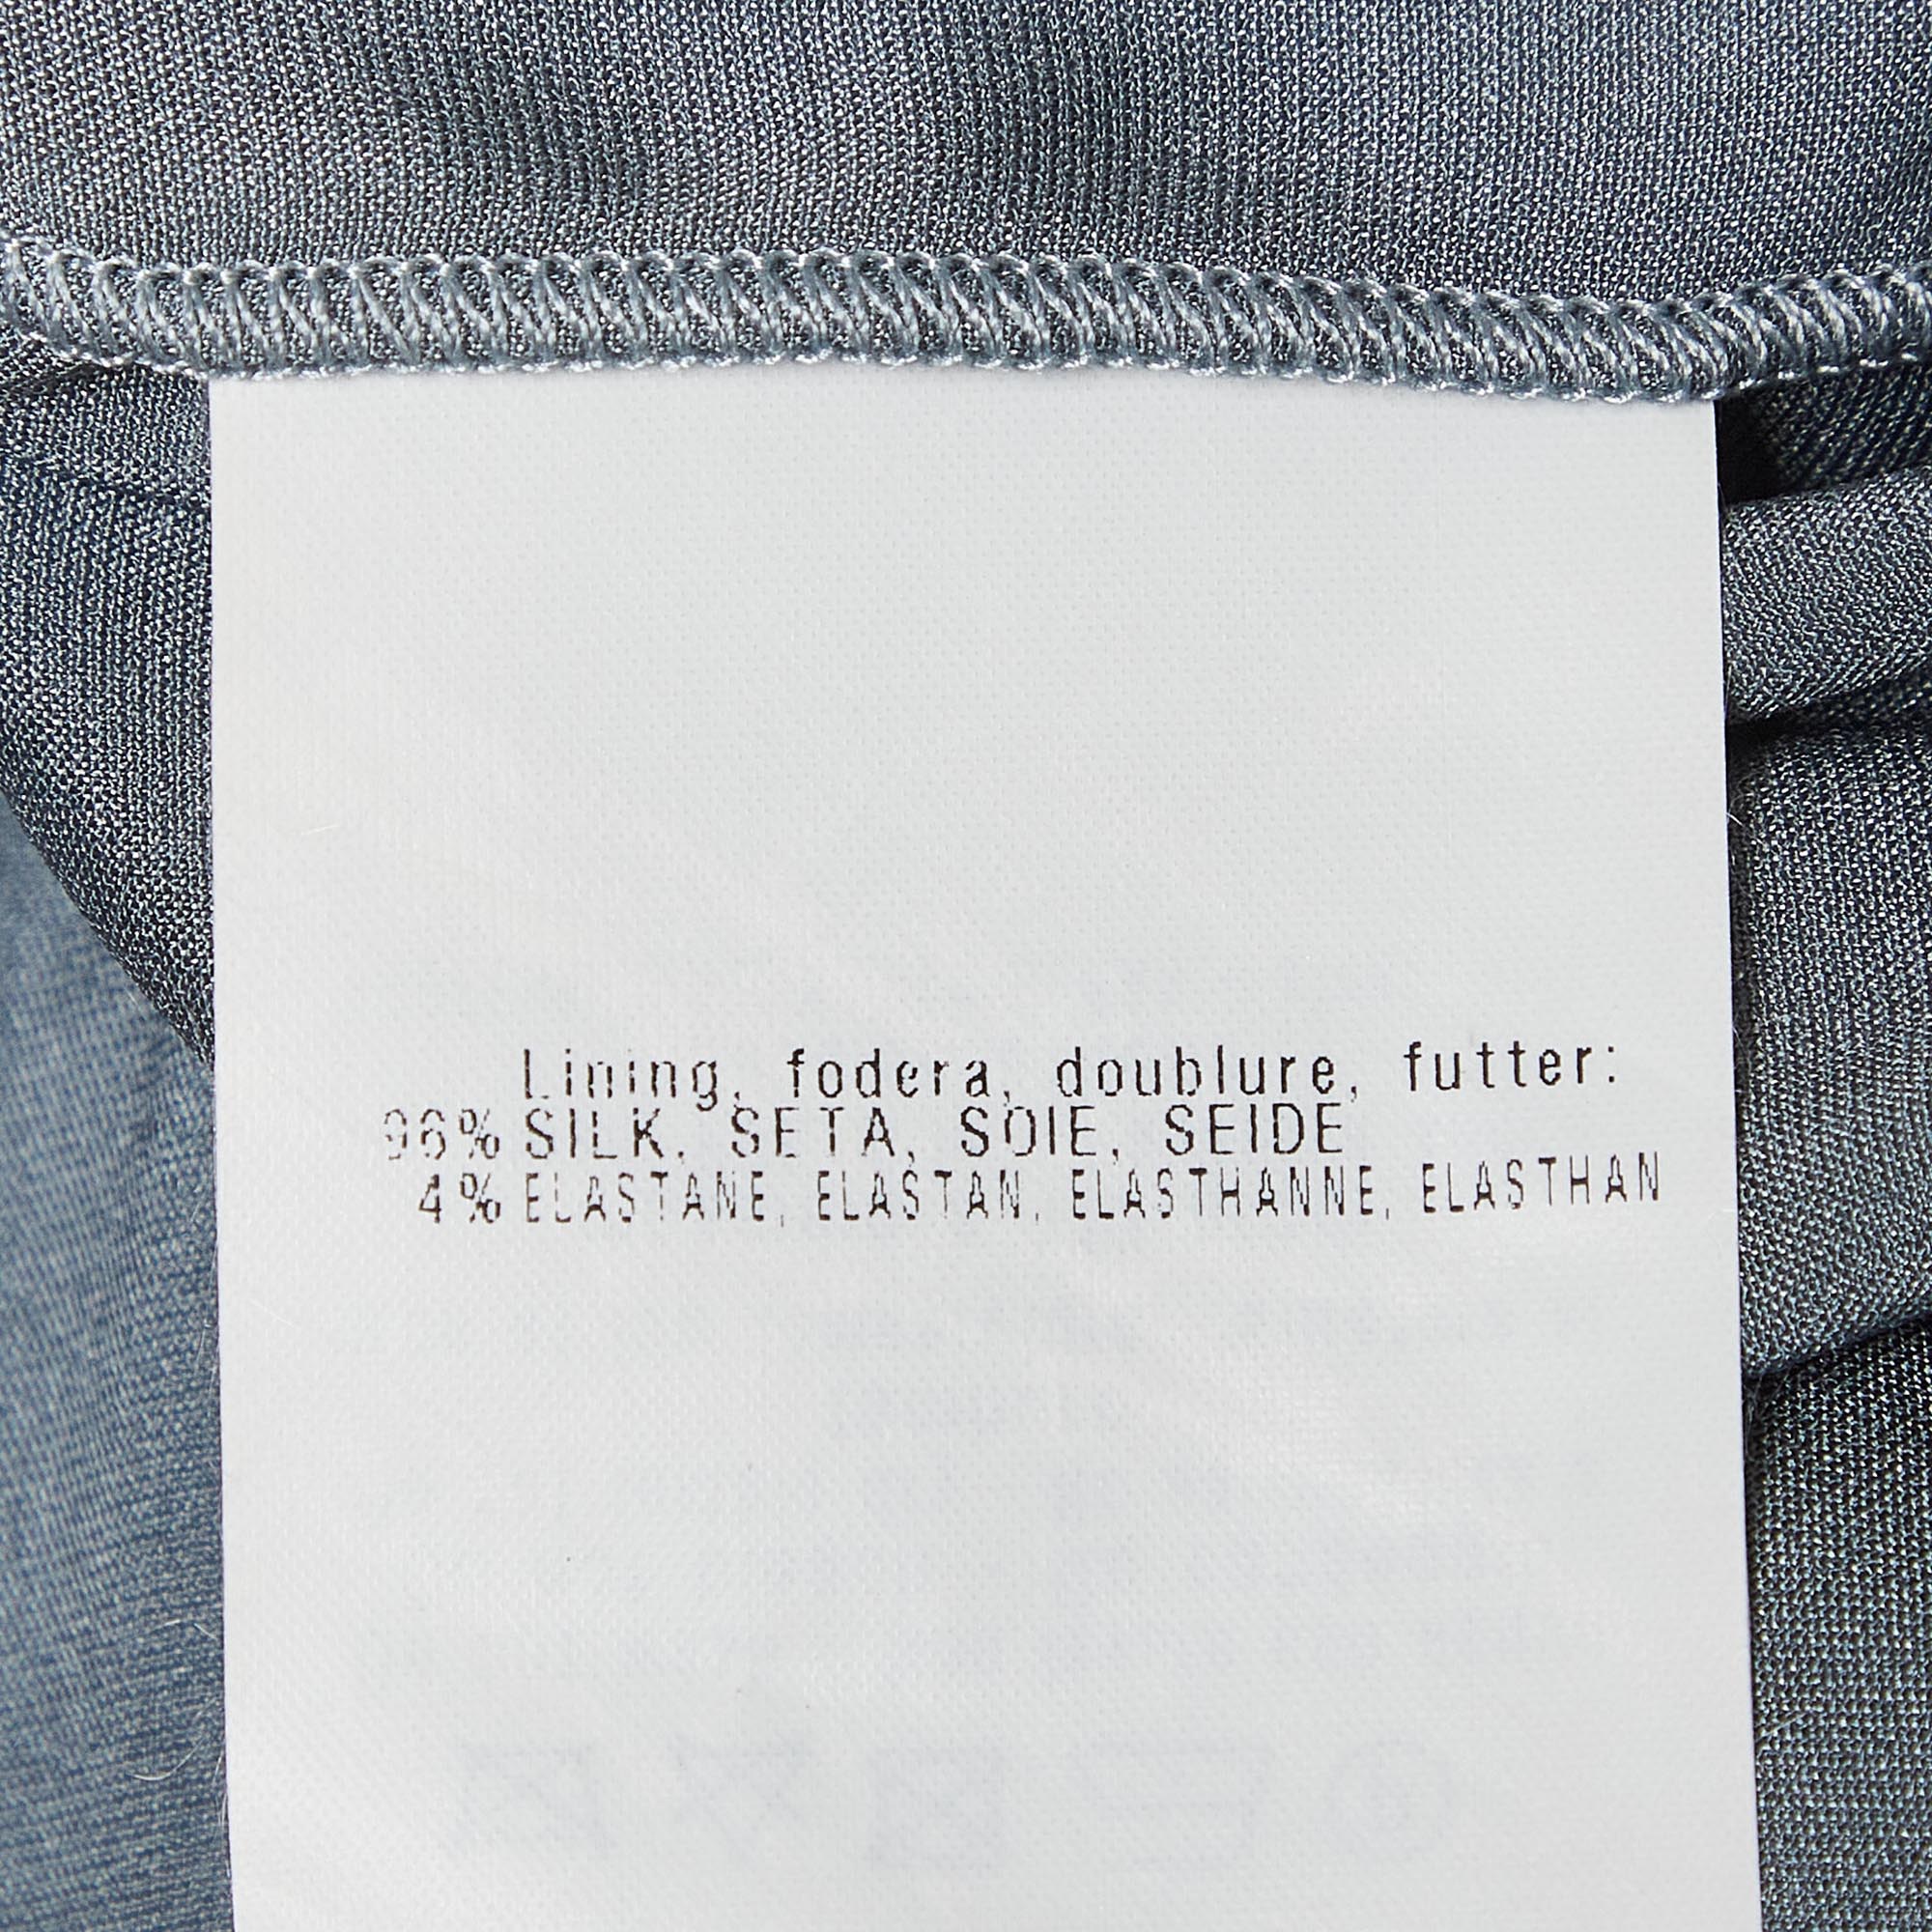 Lining, fodera, doublure, futter:
96% SILK, SETA, SOIE, SEIDE
4% ELASTANE, ELASTAN, ELASTHANNE, ELASTHAN